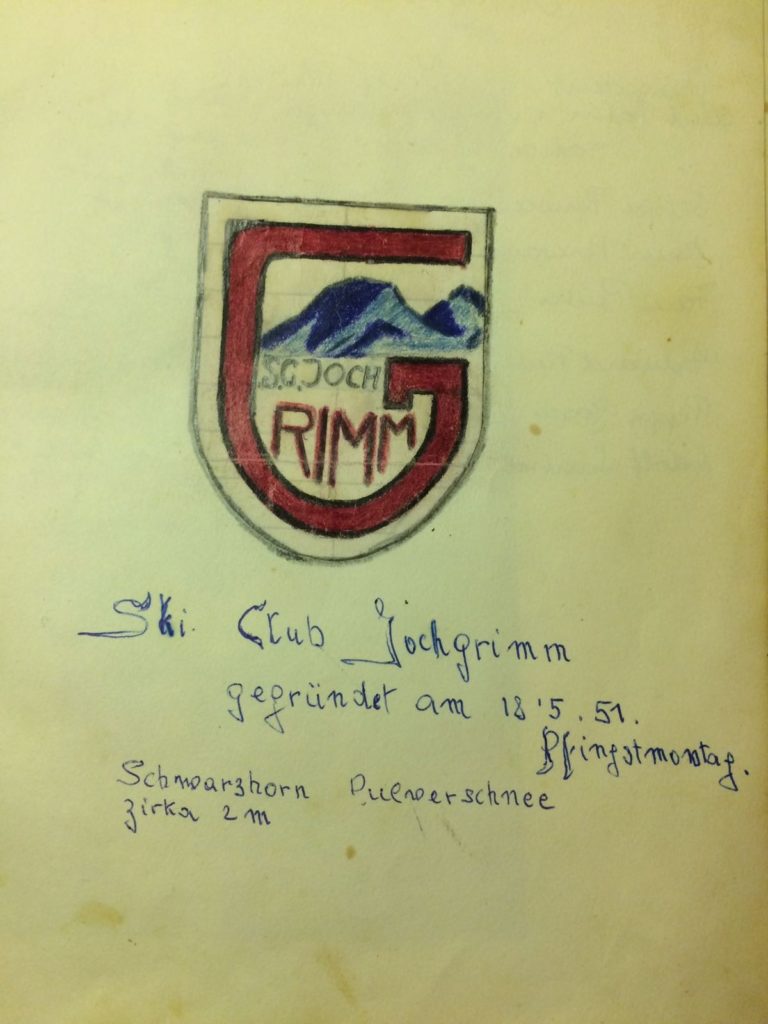 S.C. JOCH
GRIMM
Ski Club Jochgrimm
gegründet am 18 5. 51.
Pfingstmontag.
Schwarzhorn Pulverschnee
zirka 2 m